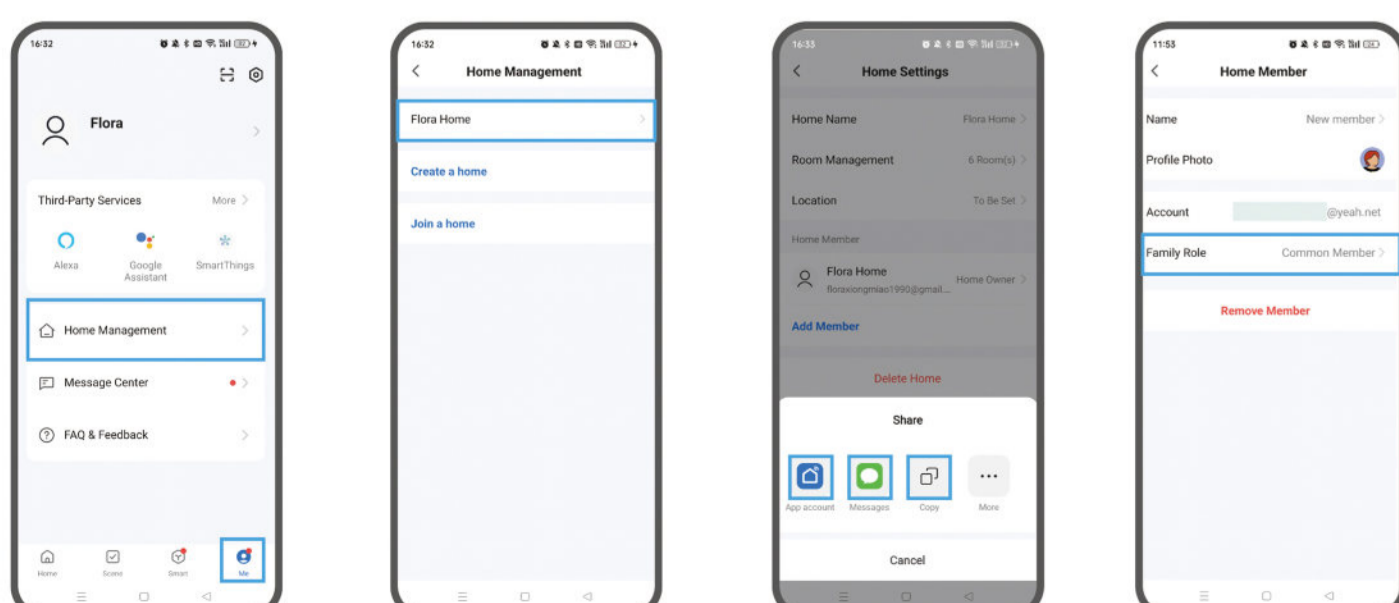 16:32
Flora
Third-Party Services More
Alexa
Google Assistant
SmartThings
Home Management
Message Center
FAQ & Feedback
Home
Scene
Smart
Me
16:32
Home Management
Flora Home
Create a home
Join a home
16:33
Home Settings
Home Name Flora Home
Room Management 6 Room(s)
Location To Be Set
Home Member
Flora Home Home Owner
floraxiongmiao1990@gmail...
Add Member
Delete Home
Share
App account
Messages
Copy
More
Cancel
11:53
Home Member
Name New member
Profile Photo
Account @yeah.net
Family Role Common Member
Remove Member